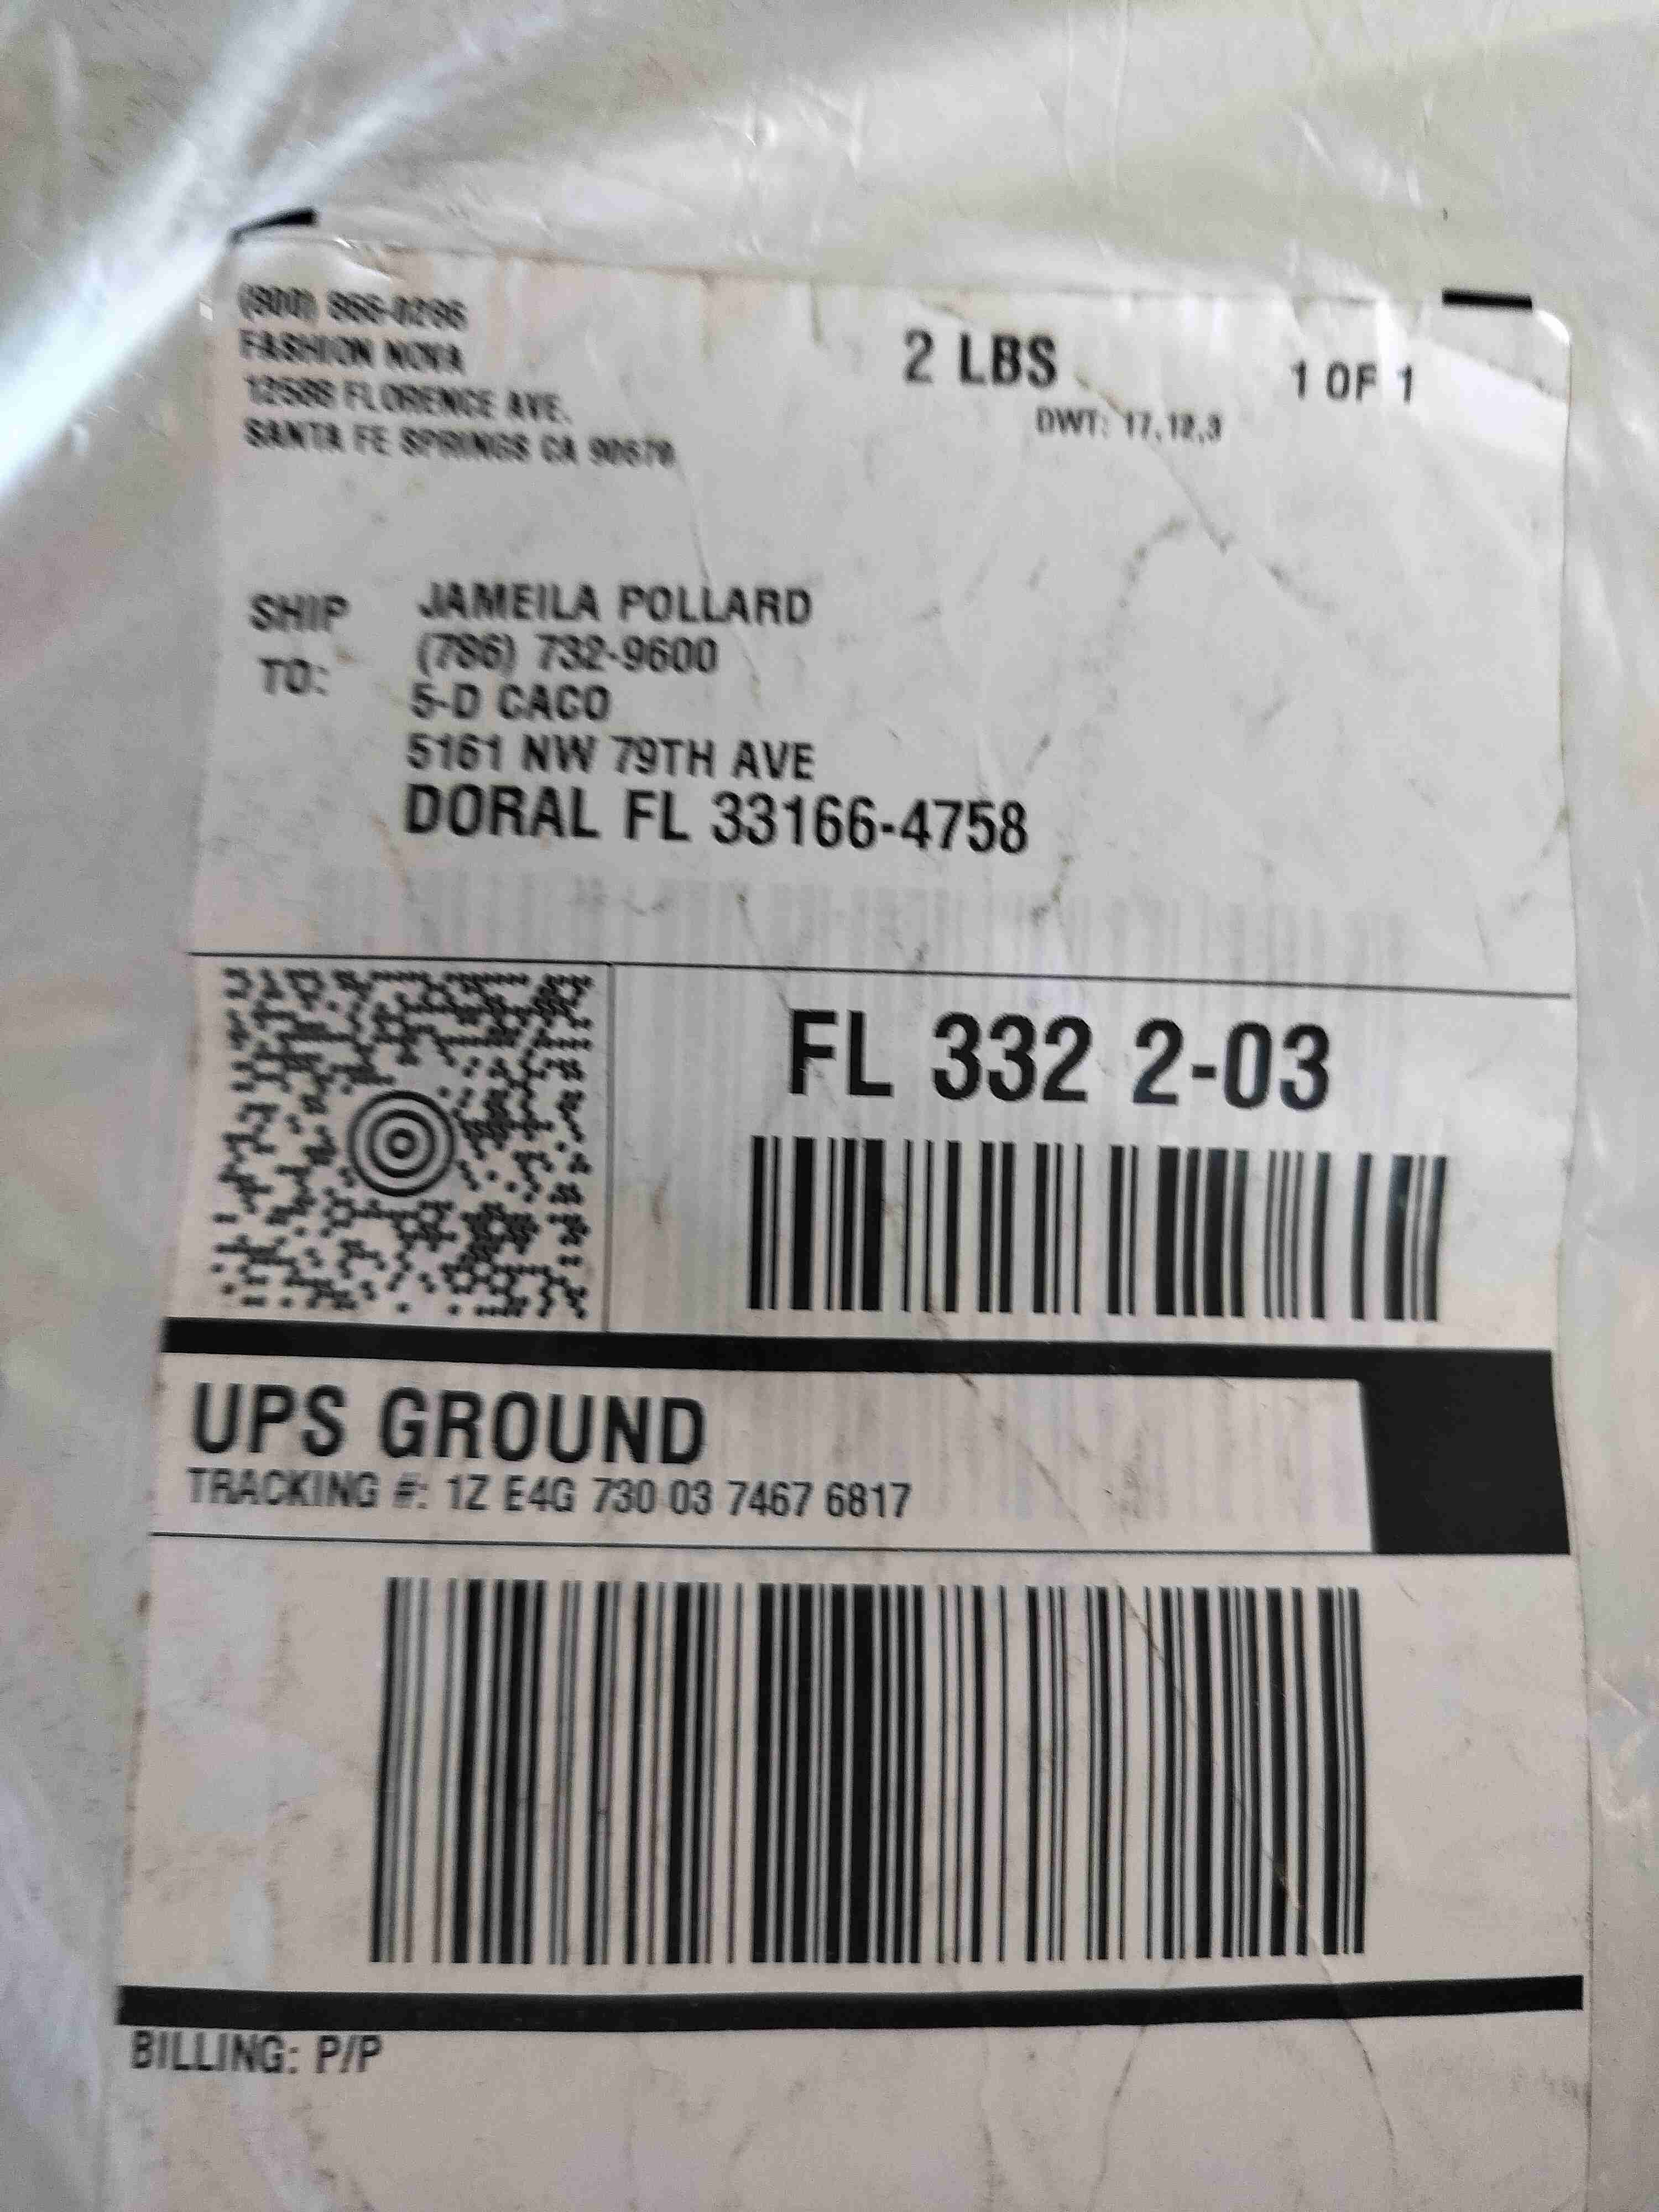 FASHION NOVA
12588 FLORENCE AVE.
SANTA FE SPRINGS CA 90670
2 LBS
1 OF 1
DWT: 17,12,3
SHIP TO:
JAMEILA POLLARD
(786) 732-9600
5-D CACO
5161 NW 79TH AVE
DORAL FL 33166-4758
FL 332 2-03
UPS GROUND
TRACKING #: 1Z E4G 730 03 7467 6817
BILLING: P/P